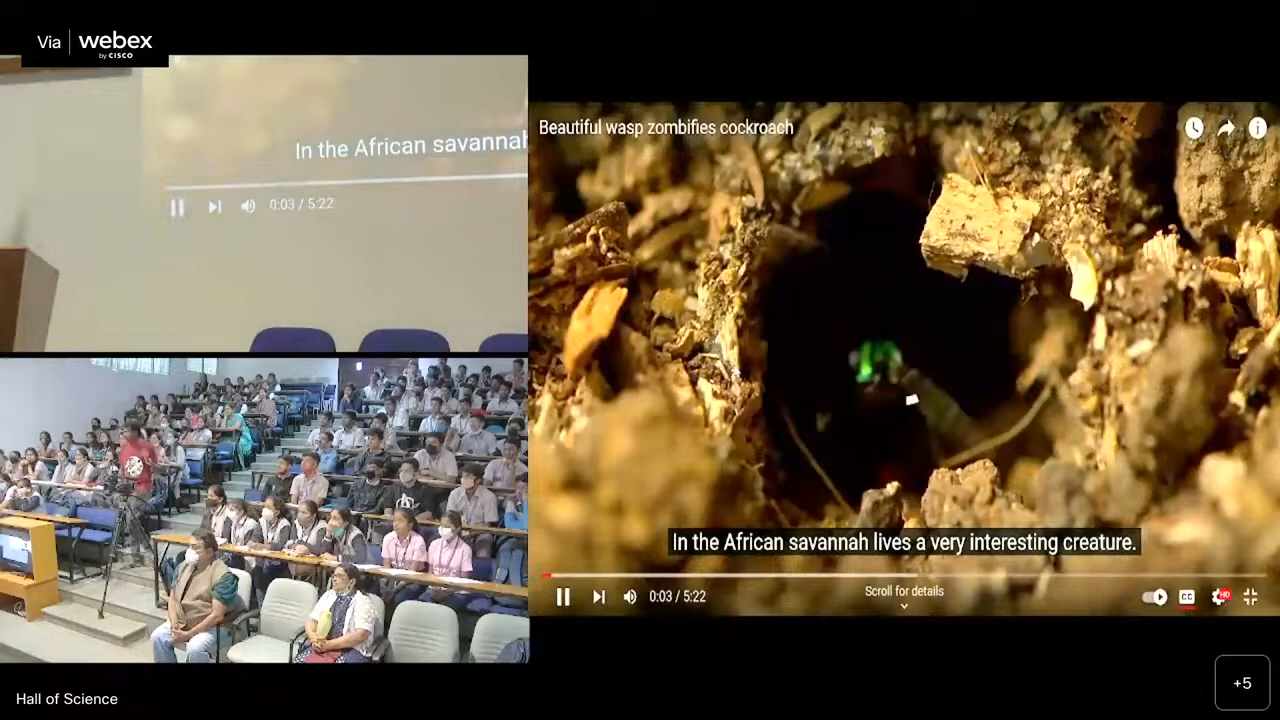 Via webex
by CISCO
In the African savannah
0:03 / 5:22
Beautiful wasp zombifies cockroach
In the African savannah lives a very interesting creature.
0:03 / 5:22
Scroll for details
CC
HD
Hall of Science
+5